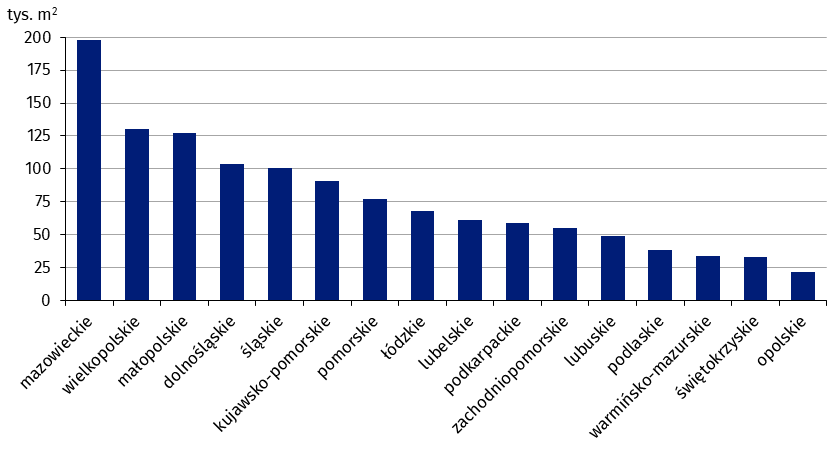 tys. m²
200
175
150
125
100
75
50
25
0
mazowieckie
wielkopolskie
małopolskie
dolnośląskie
śląskie
kujawsko-pomorskie
pomorskie
łódzkie
lubelskie
podkarpackie
zachodniopomorskie
lubuskie
podlaskie
warmińsko-mazurskie
świętokrzyskie
opolskie